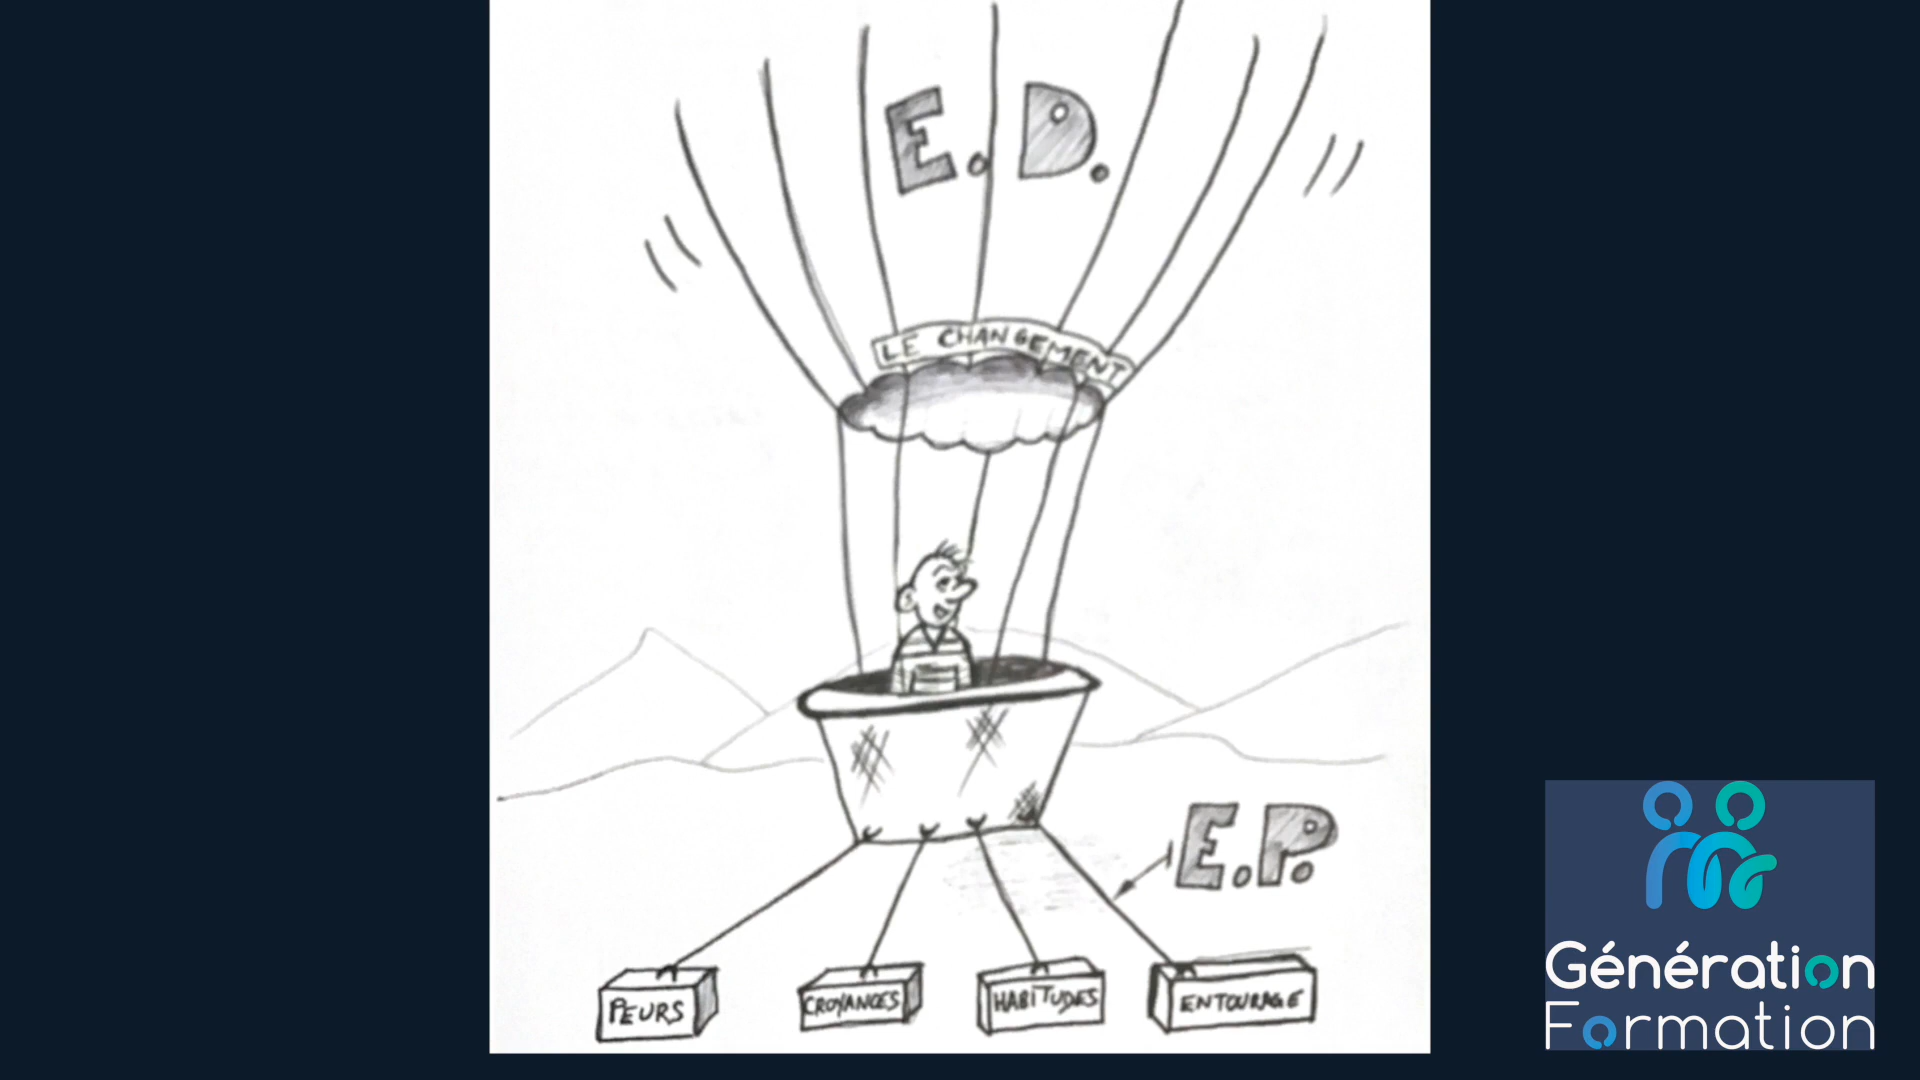 E. D.
LE CHANGEMENT
E.P.
PEURS
CROYANCES
HABITUDES
ENTOURAGE
Génération
Formation